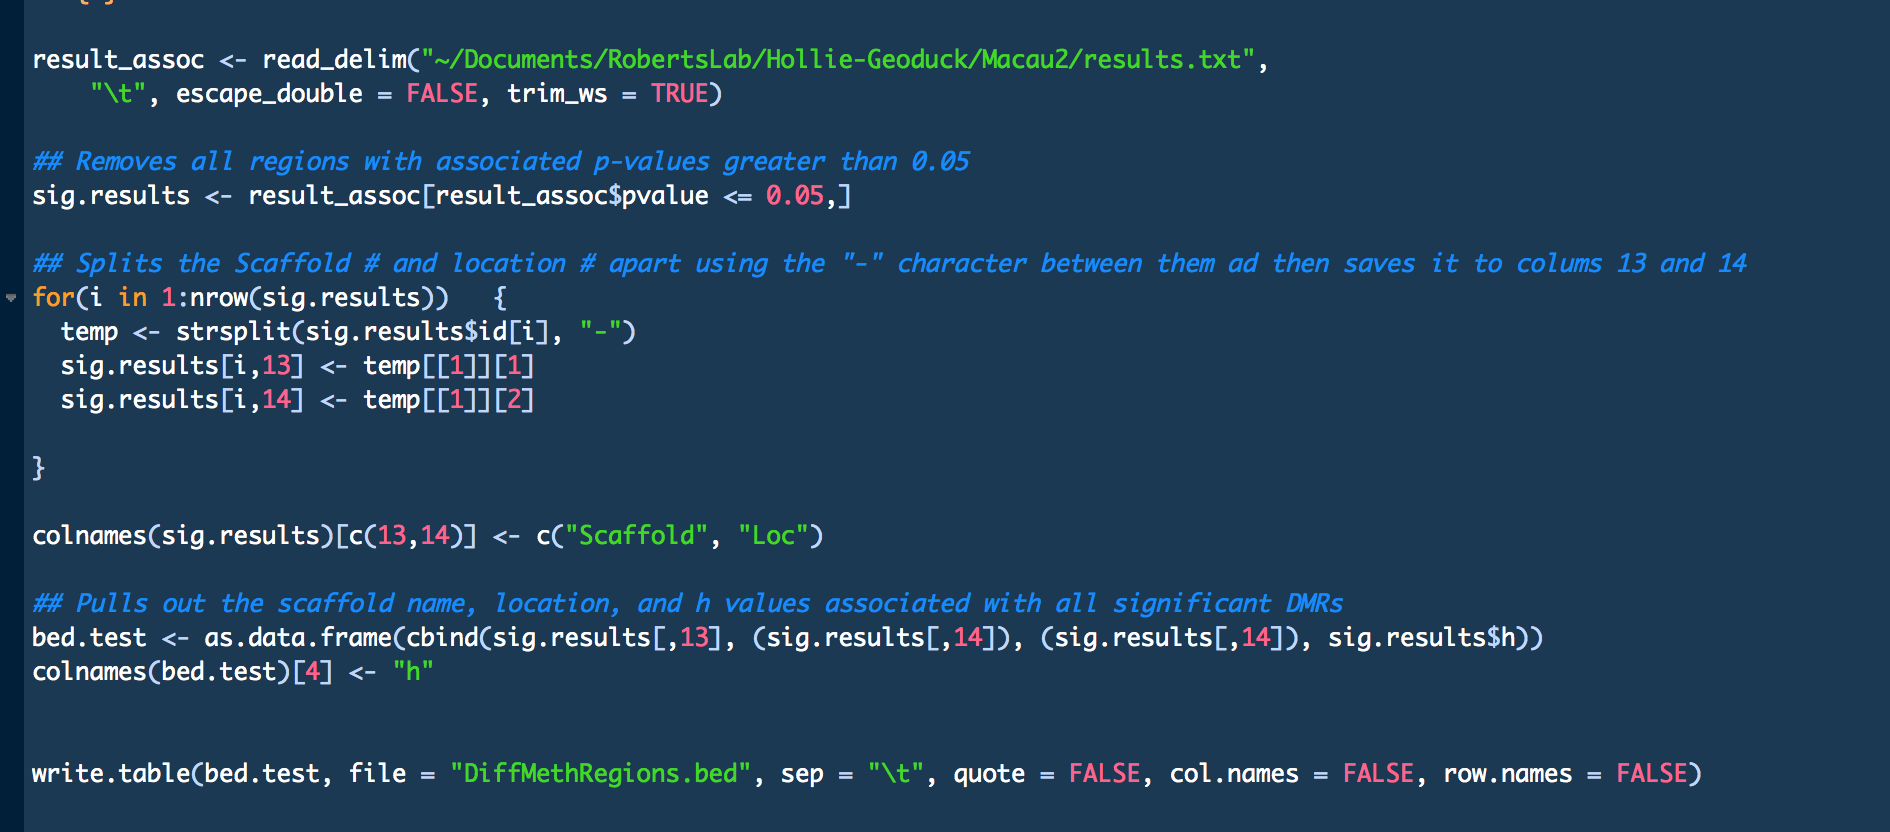 result_assoc <- read_delim("~/Documents/RobertsLab/Hollie-Geoduck/Macau2/results.txt",
    "\t", escape_double = FALSE, trim_ws = TRUE)
## Removes all regions with associated p-values greater than 0.05
sig.results <- result_assoc[result_assoc$pvalue <= 0.05,]
## Splits the Scaffold # and location # apart using the "-" character between them ad then saves it to colums 13 and 14
for(i in 1:nrow(sig.results))   {
  temp <- strsplit(sig.results$id[i], "-")
  sig.results[i,13] <- temp[[1]][1]
  sig.results[i,14] <- temp[[1]][2]
}
colnames(sig.results)[c(13,14)] <- c("Scaffold", "Loc")
## Pulls out the scaffold name, location, and h values associated with all significant DMRs
bed.test <- as.data.frame(cbind(sig.results[,13], (sig.results[,14]), (sig.results[,14]), sig.results$h))
colnames(bed.test)[4] <- "h"
write.table(bed.test, file = "DiffMethRegions.bed", sep = "\t", quote = FALSE, col.names = FALSE, row.names = FALSE)